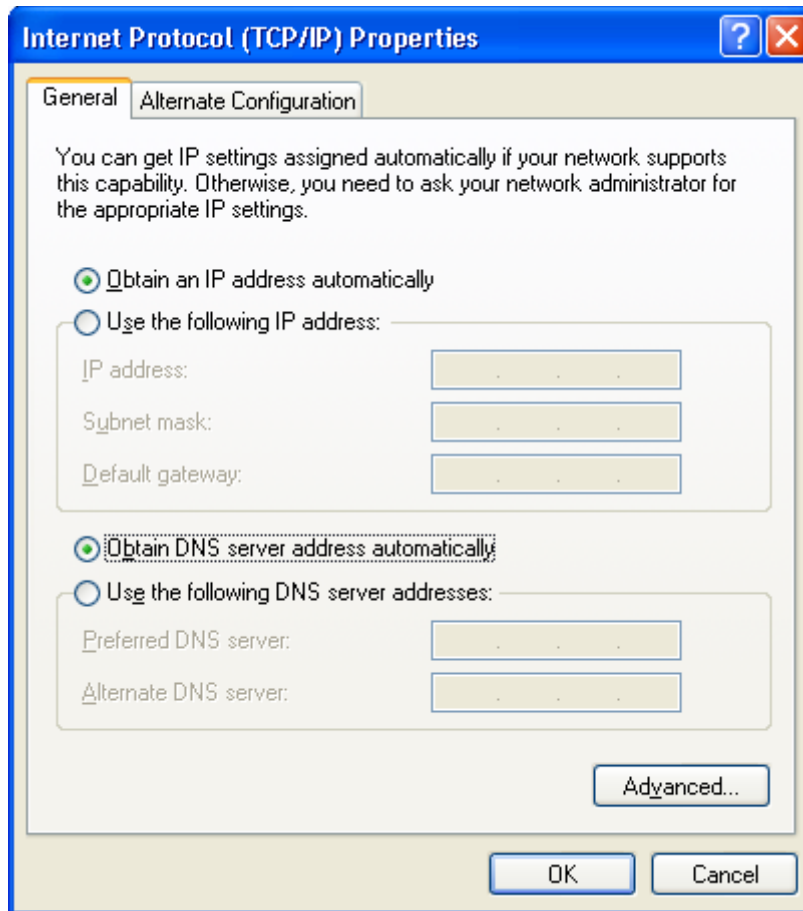 Internet Protocol (TCP/IP) Properties
General
Alternate Configuration
You can get IP settings assigned automatically if your network supports
this capability. Otherwise, you need to ask your network administrator for
the appropriate IP settings.
Obtain an IP address automatically
Use the following IP address:
IP address:
Subnet mask:
Default gateway:
Obtain DNS server address automatically
Use the following DNS server addresses:
Preferred DNS server:
Alternate DNS server:
Advanced...
OK
Cancel